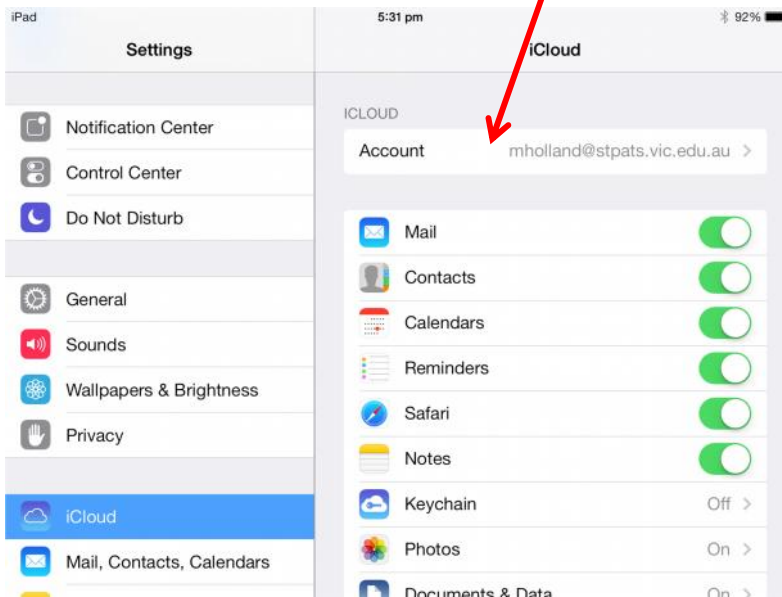 iPad 5:31 pm 92%
Settings
Notification Center
Control Center
Do Not Disturb
General
Sounds
Wallpapers & Brightness
Privacy
iCloud
Mail, Contacts, Calendars
iCloud
ICLOUD
Account mholland@stpats.vic.edu.au
Mail
Contacts
Calendars
Reminders
Safari
Notes
Keychain Off
Photos On
Documents & Data On